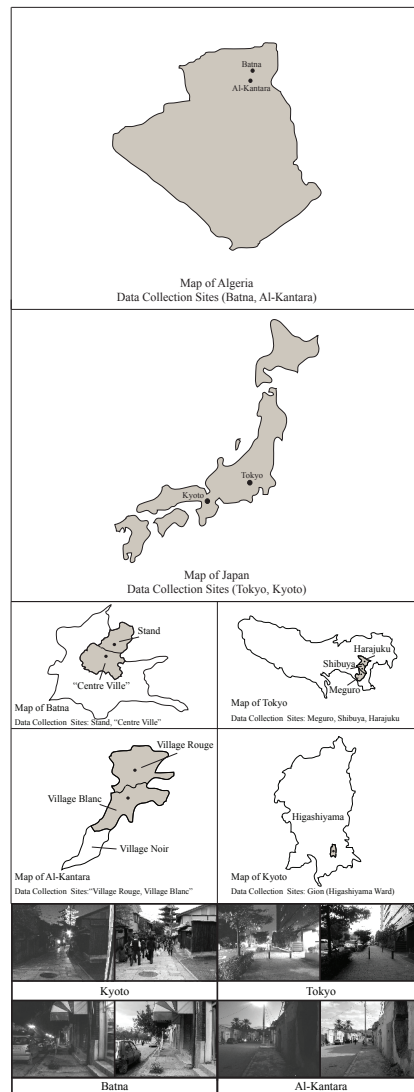 Batna
Al-Kantara
Map of Algeria
Data Collection Sites (Batna, Al-Kantara)
Tokyo
Kyoto
Map of Japan
Data Collection Sites (Tokyo, Kyoto)
Stand
“Centre Ville”
Map of Batna
Data Collection Sites: Stand, “Centre Ville”
Harajuku
Shibuya
Meguro
Map of Tokyo
Data Collection Sites: Meguro, Shibuya, Harajuku
Village Rouge
Village Blanc
Village Noir
Map of Al-Kantara
Data Collection Sites:“Village Rouge, Village Blanc”
Higashiyama
Map of Kyoto
Data Collection Sites: Gion (Higashiyama Ward)
Kyoto
Tokyo
Batna
Al-Kantara